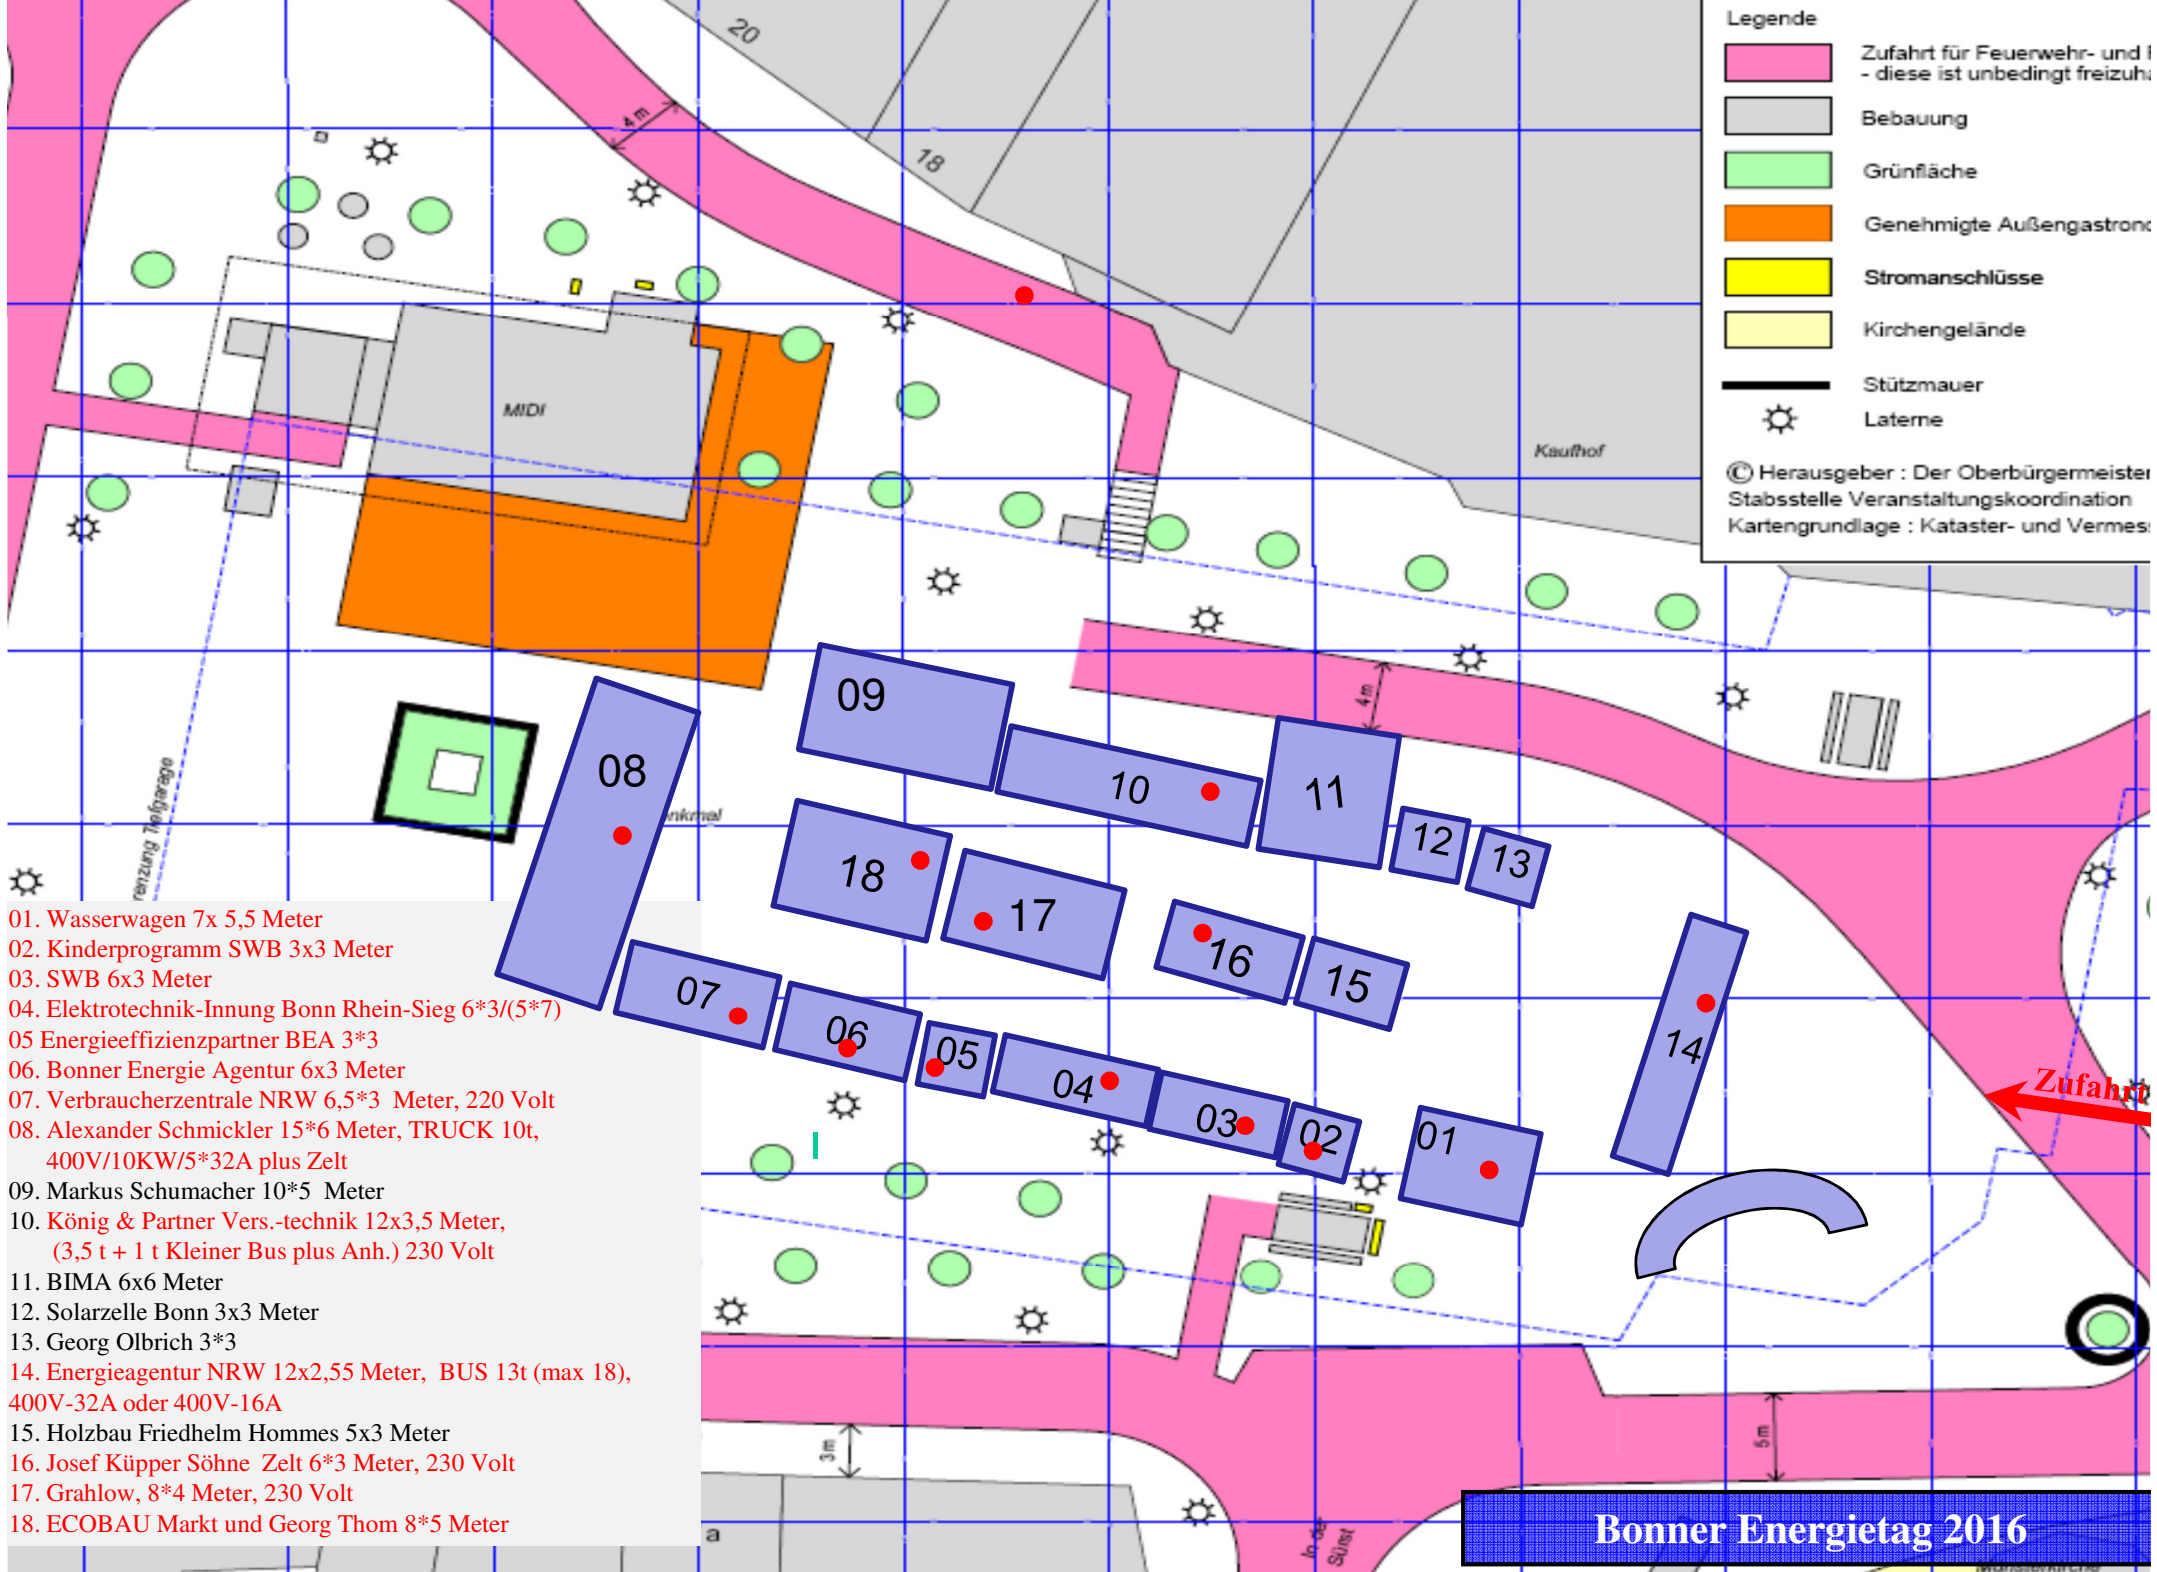 Legende
Zufahrt für Feuerwehr- und
- diese ist unbedingt
Bebauung
Grünfläche
Genehmigte
Stromanschlüsse
Kirchengelände
Stützmauer
Laterne
© Herausgeber : Der Oberbürgermeister
Stabsstelle Veranstaltungskoordination
Kartengrundlage : Kataster- und
20
18
4 m
MIDI
Kaufhof
4 m
09
08
10
11
12
13
18
17
16
15
14
07
06
05
04
03
02
01
Tiefgarage
Zufahrt
01. Wasserwagen 7x 5,5 Meter
02. Kinderprogramm SWB 3x3 Meter
03. SWB 6x3 Meter
04. Elektrotechnik-Innung Bonn Rhein-Sieg 6*3/(5*7)
05 Energieeffizienzpartner BEA 3*3
06. Bonner Energie Agentur 6x3 Meter
07. Verbraucherzentrale NRW 6,5*3 Meter, 220 Volt
08. Alexander Schmickler 15*6 Meter, TRUCK 10t,
400V/10KW/5*32A plus Zelt
09. Markus Schumacher 10*5 Meter
10. König & Partner Vers.-technik 12x3,5 Meter,
(3,5 t + 1 t Kleiner Bus plus Anh.) 230 Volt
11. BIMA 6x6 Meter
12. Solarzelle Bonn 3x3 Meter
13. Georg Olbrich 3*3
14. Energieagentur NRW 12x2,55 Meter, BUS 13t (max 18),
400V-32A oder 400V-16A
15. Holzbau Friedhelm Hommes 5x3 Meter
16. Josef Küpper Söhne Zelt 6*3 Meter, 230 Volt
17. Grahlow, 8*4 Meter, 230 Volt
18. ECOBAU Markt und Georg Thom 8*5 Meter
3 m
5 m
a
In der
Sürst
Bonner Energietag 2016